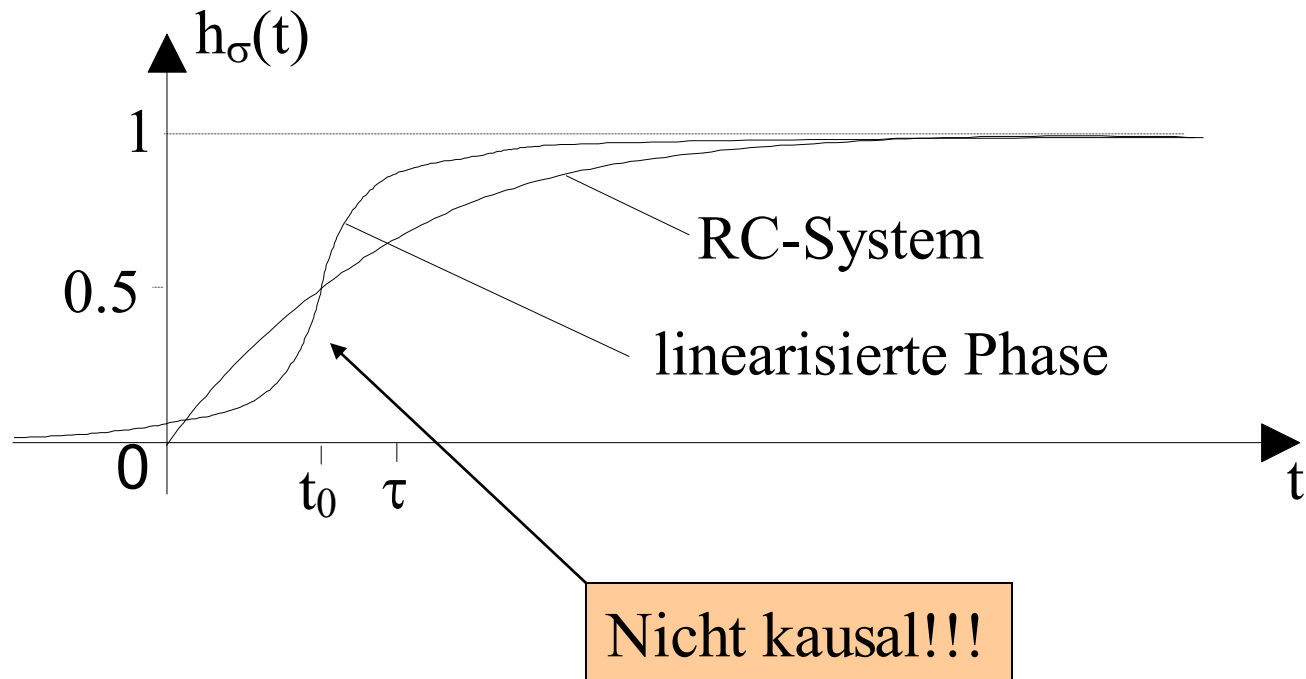 hσ(t)
1
RC-System
0.5
linearisierte Phase
0
t0 τ
t
Nicht kausal!!!